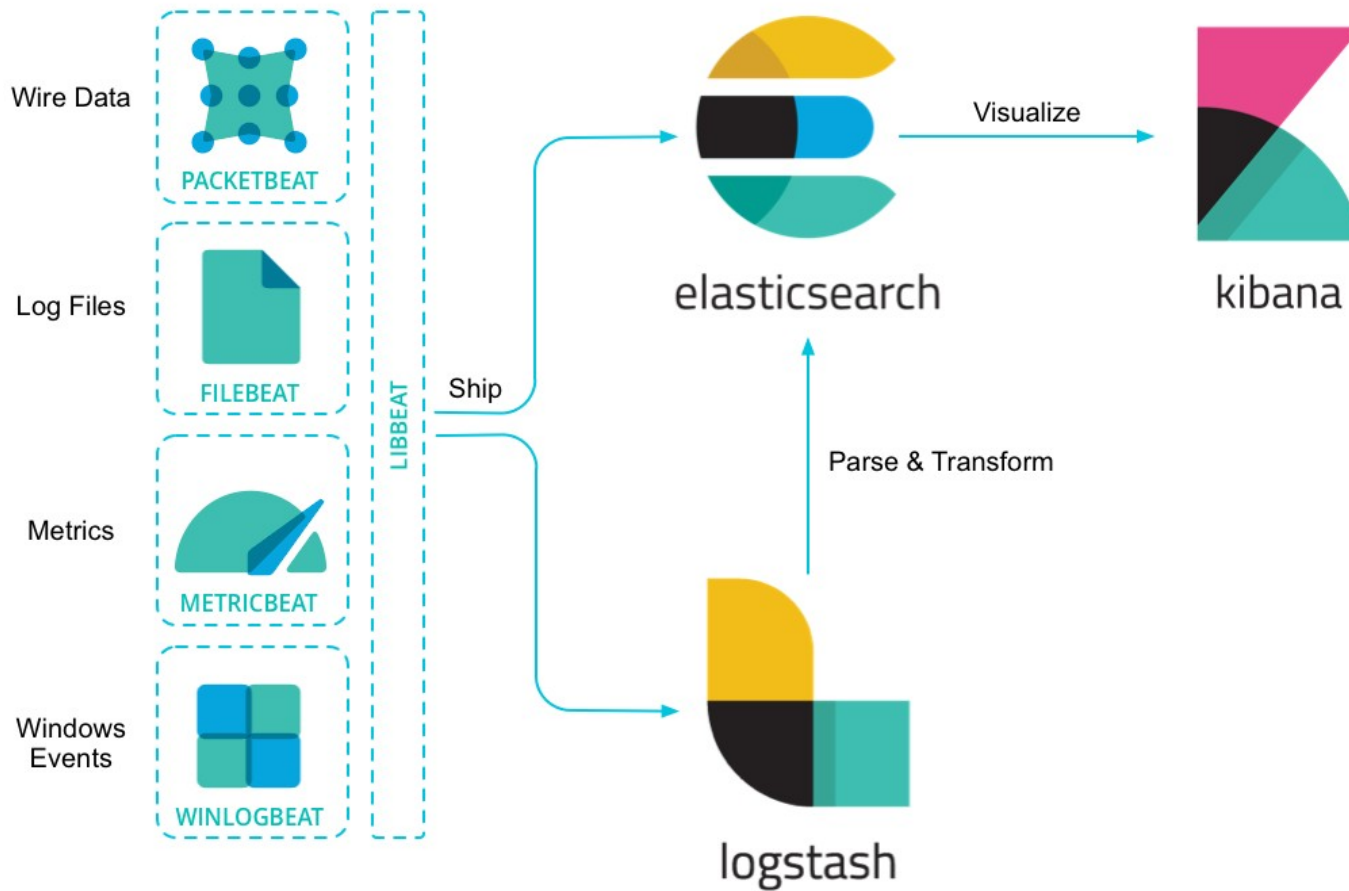 Wire Data
PACKETBEAT
Log Files
FILEBEAT
Metrics
METRICBEAT
Windows
Events
WINLOGBEAT
LIBBEAT
Ship
elasticsearch
Visualize
kibana
Parse & Transform
logstash